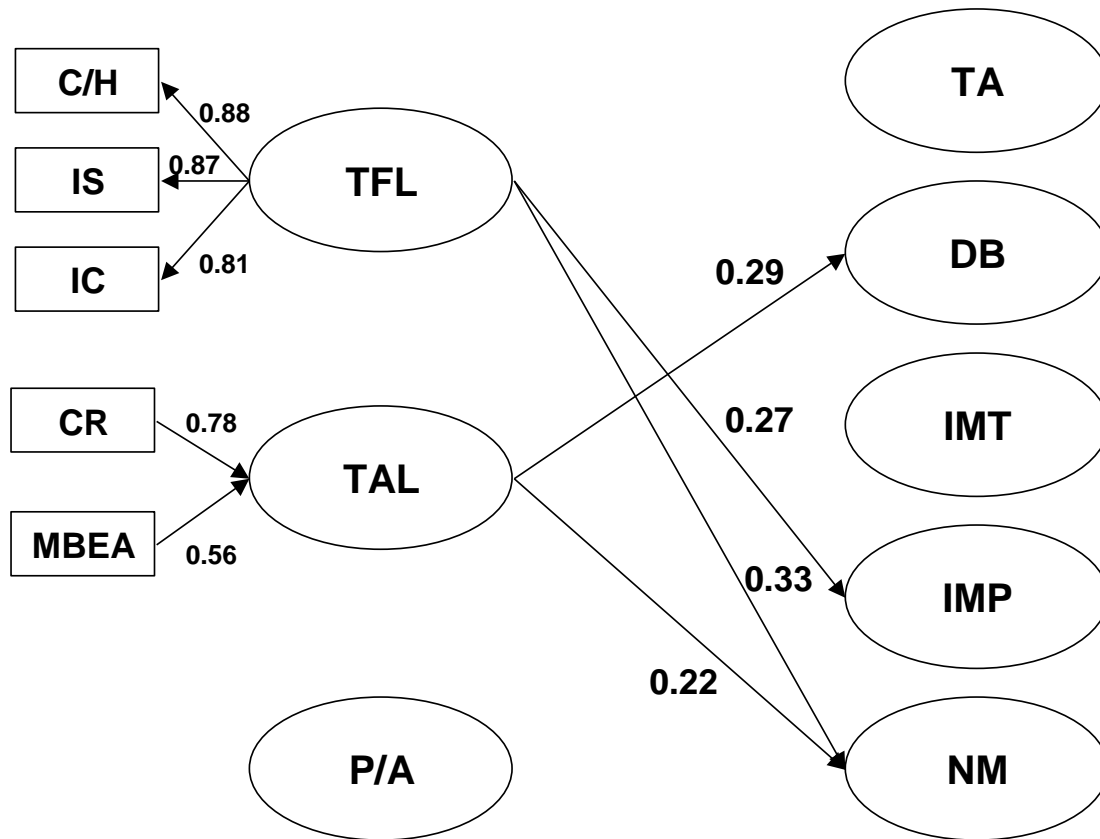 C/H
0.88
IS
0.87
IC
0.81
TFL
CR
0.78
MBEA
0.56
TAL
P/A
0.29
0.27
0.33
0.22
TA
DB
IMT
IMP
NM